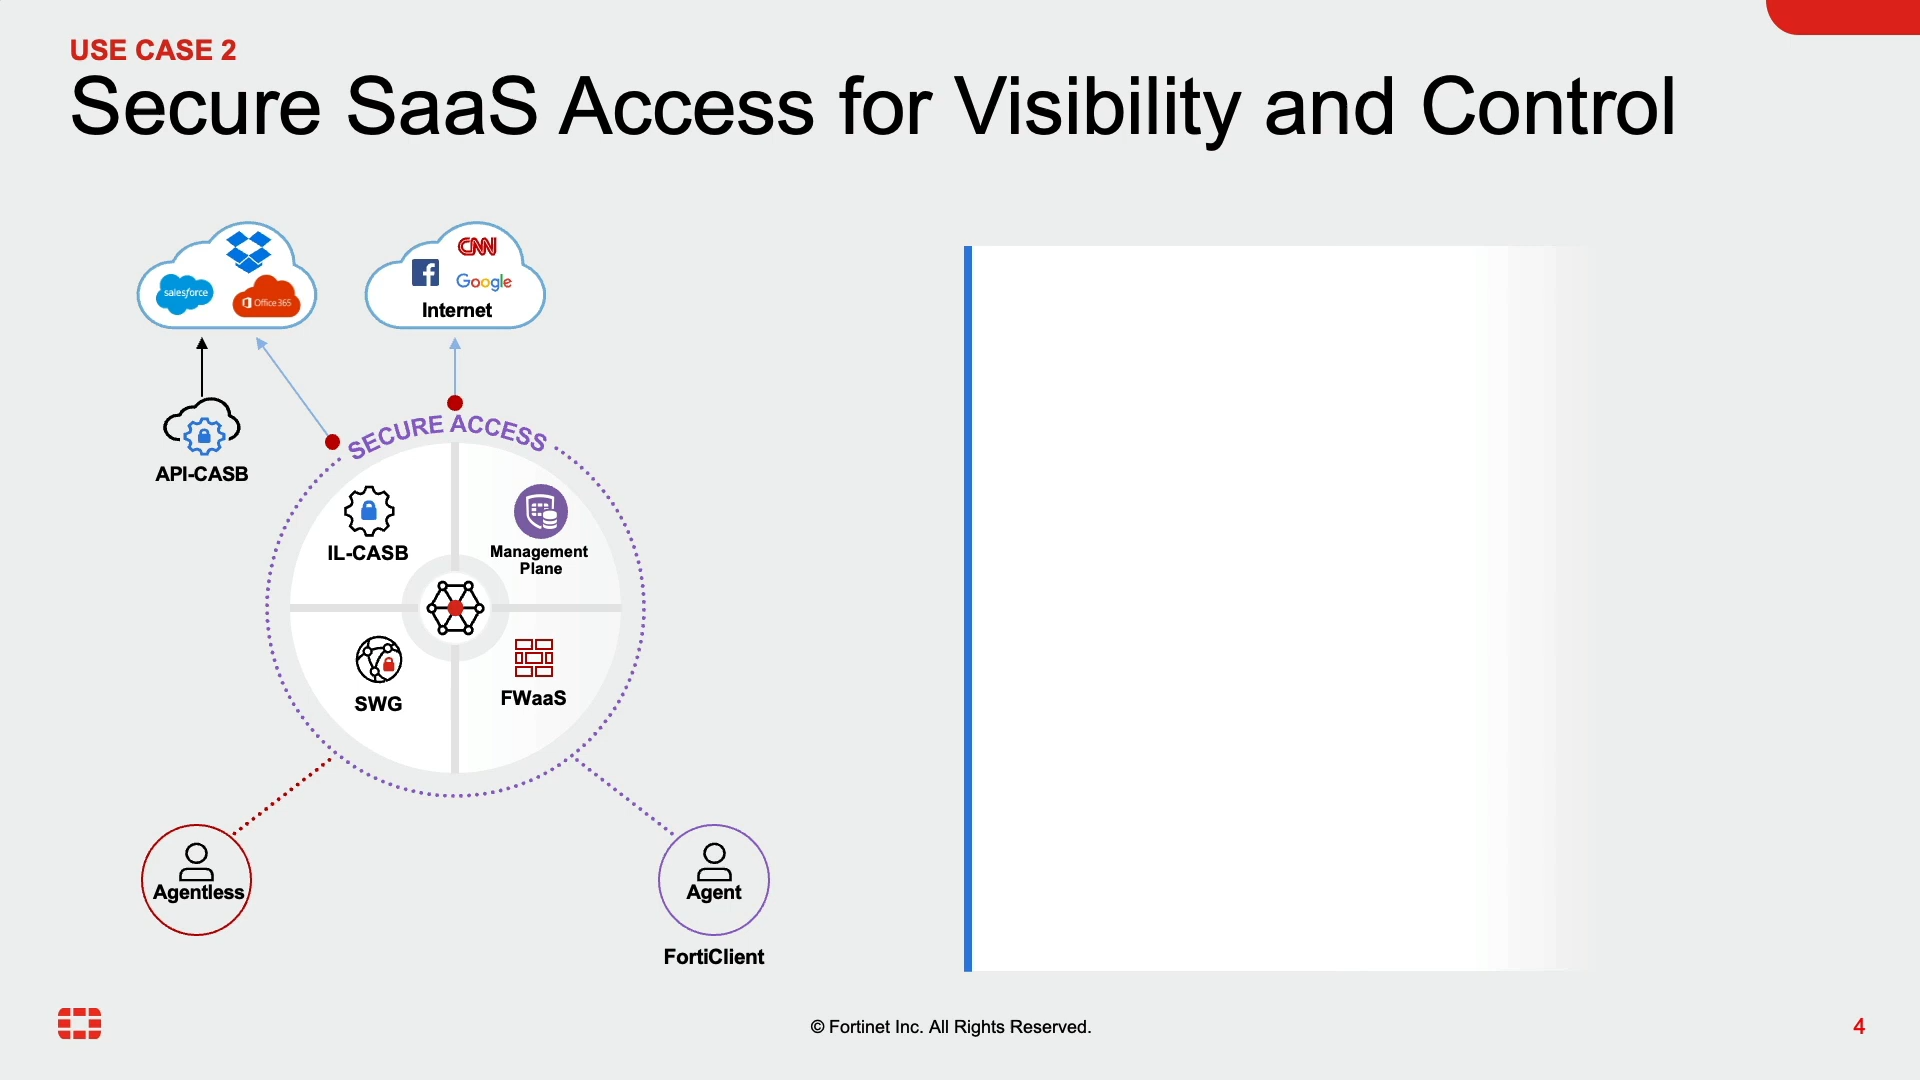 USE CASE 2
Secure SaaS Access for Visibility and Control
CNN
Google
Internet
salesforce
Office 365
API-CASB
SECURE ACCESS
IL-CASB
Management
Plane
SWG
FWaaS
Agentless
Agent
FortiClient
© Fortinet Inc. All Rights Reserved.
4